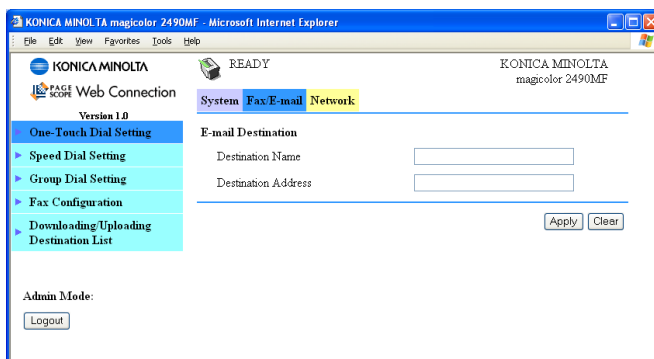 KONICA MINOLTA magicolor 2490MF - Microsoft Internet Explorer
File Edit View Favorites Tools Help
KONICA MINOLTA
PAGE SCOPE Web Connection
Version 1.0
READY
KONICA MINOLTA
magicolor 2490MF
System Fax/E-mail Network
One-Touch Dial Setting
Speed Dial Setting
Group Dial Setting
Fax Configuration
Downloading/Uploading
Destination List
Admin Mode:
Logout
E-mail Destination
Destination Name
Destination Address
Apply Clear